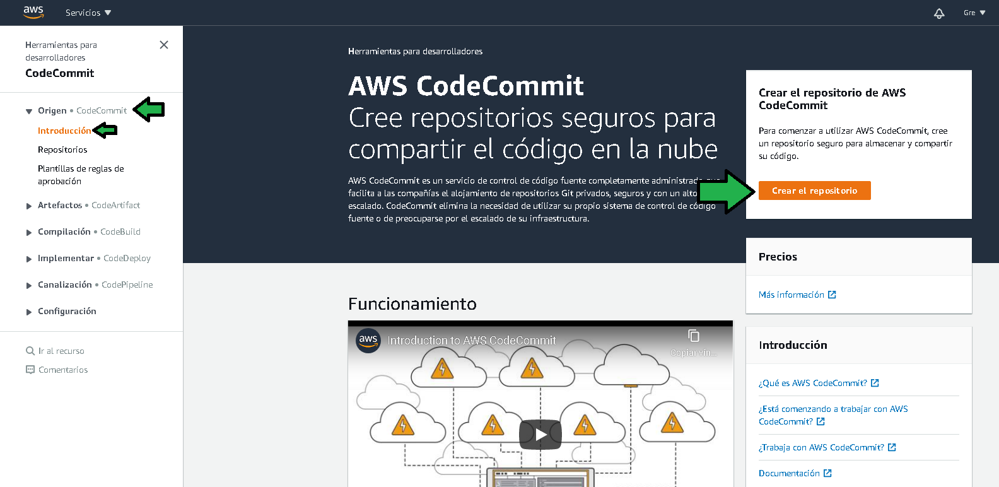 aws
Servicios
Gre
Herramientas para
desarrolladores
CodeCommit
Origen • CodeCommit
Introducción
Repositorios
Plantillas de reglas de
aprobación
Artefactos • CodeArtifact
Compilación • CodeBuild
Implementar • CodeDeploy
Canalización • CodePipeline
Configuración
Ir al recurso
Comentarios
Herramientas para desarrolladores
AWS CodeCommit
Cree repositorios seguros para
compartir el código en la nube
AWS CodeCommit es un servicio de control de código fuente completamente administrado
facilita a las compañías el alojamiento de repositorios Git privados, seguros y con un alto
escalado. CodeCommit elimina la necesidad de utilizar su propio sistema de control de código
fuente o de preocuparse por el escalado de su infraestructura.
Crear el repositorio de AWS
CodeCommit
Para comenzar a utilizar AWS CodeCommit, cree
un repositorio seguro para almacenar y compartir
su código.
Crear el repositorio
Precios
Más información
Funcionamiento
aws
Introduction to AWS CodeCommit
Copiar vín...
Introducción
¿Qué es AWS CodeCommit?
¿Está comenzando a trabajar con AWS
CodeCommit?
¿Trabaja con AWS CodeCommit?
Documentación